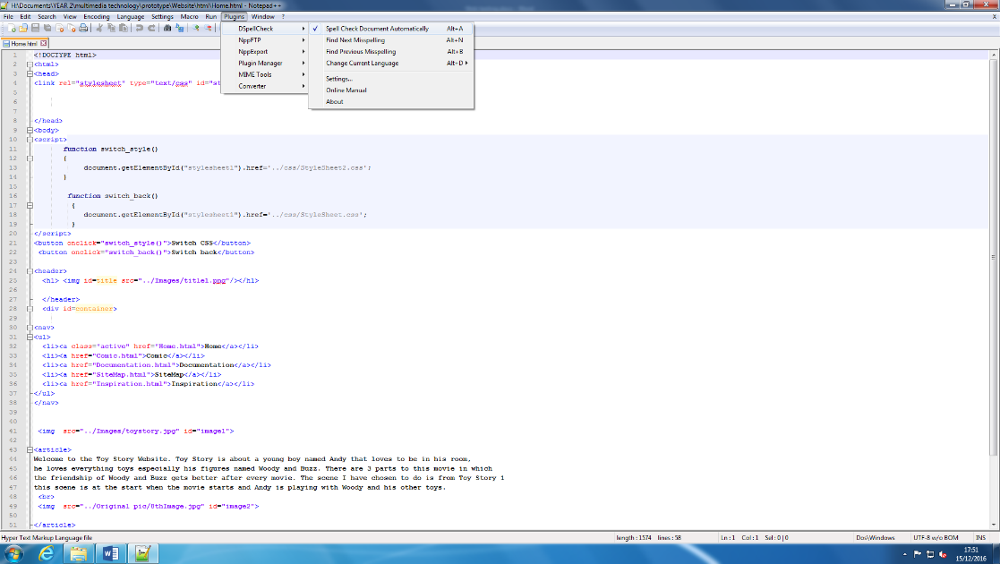 H:\Documents\YEAR 2\multimedia technology\prototype\Website\html\Home.html - Notepad++
File Edit Search View Encoding Language Settings Macro Run Plugins Window ?
X
Home.html
DSpellCheck
NppFTP
NppExport
Plugin Manager
MIME Tools
Converter
Spell Check Document Automatically Alt+A
Find Next Misspelling Alt+N
Find Previous Misspelling Alt+B
Change Current Language Alt+D
Settings...
Online Manual
About
1 <!DOCTYPE html>
2 <html>
3 <head>
4 <link rel="stylesheet" type="text/css" id="st
5
6
7
8 </head>
9 <body>
10 <script>
11 function switch_style()
12 {
13 document.getElementById("stylesheet1").href='../css/StyleSheet2.css';
14 }
15
16 function switch_back()
17 {
18 document.getElementById("stylesheet1").href='../css/StyleSheet.css';
19 }
20 </script>
21 <button onclick="switch_style()">Switch CSS</button>
22 <button onclick="switch_back()">Switch back</button>
23
24 <header>
25 <h1> <img id=title src="../Images/title1.png"/></h1>
26
27 </header>
28 <div id=container>
29
30 <nav>
31 <ul>
32 <li><a class="active" href="Home.html">Home</a></li>
33 <li><a href="Comic.html">Comic</a></li>
34 <li><a href="Documentation.html">Documentation</a></li>
35 <li><a href="SiteMap.html">SiteMap</a></li>
36 <li><a href="Inspiration.html">Inspiration</a></li>
37 </ul>
38 </nav>
39
40
41 <img src="../Images/toystory.jpg" id="image1">
42
43 <article>
44 Welcome to the Toy Story Website. Toy Story is about a young boy named Andy that loves to be in his room,
45 he loves everything toys especially his figures named Woody and Buzz. There are 3 parts to this movie in which
46 the friendship of Woody and Buzz gets better after every movie. The scene I have chosen to do is from Toy Story 1
47 this scene is at the start when the movie starts and Andy is playing with Woody and his other toys.
48 <br>
49 <img src="../Original pic/8thImage.jpg" id="image2">
50
51 </article>
Hyper Text Markup Language file length : 1574 lines : 58 Ln : 1 Col : 1 Sel : 0 | 0 Dos\Windows UTF-8 w/o BOM INS
17:51
15/12/2016